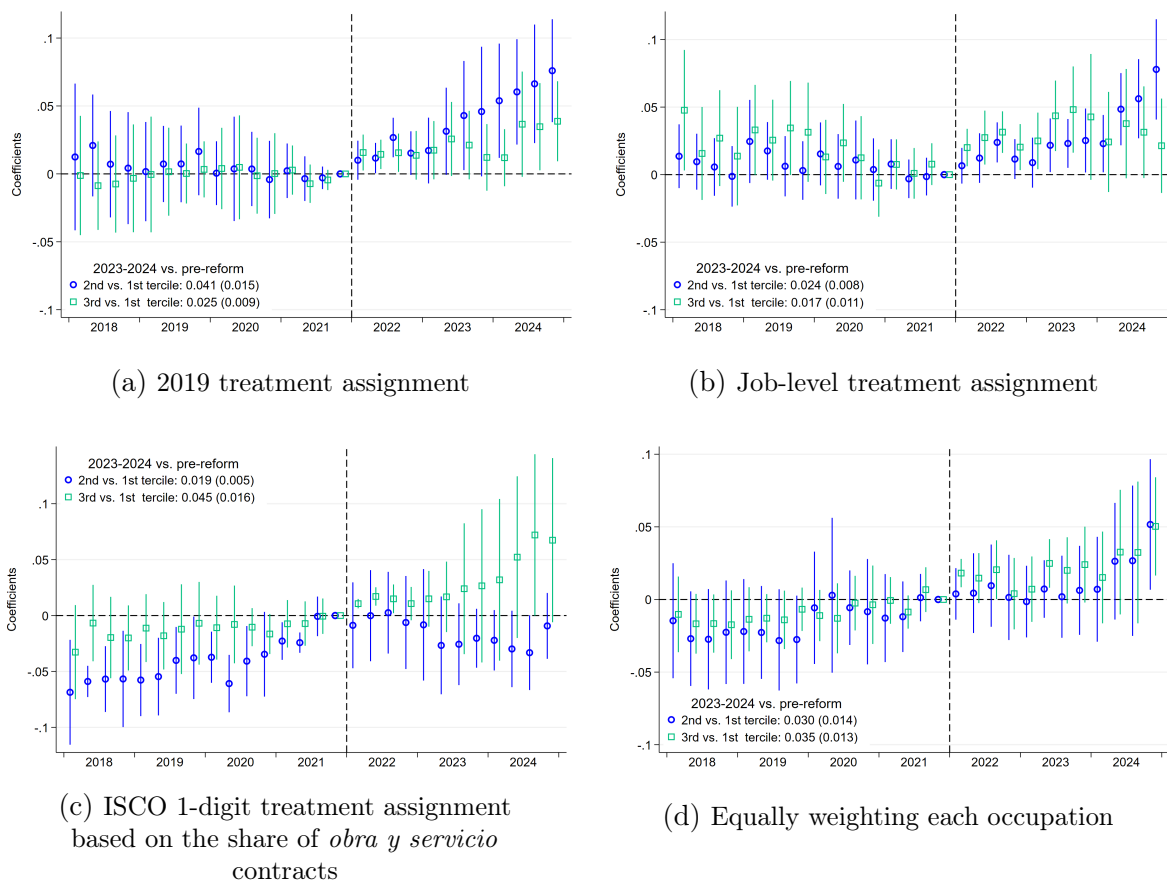 .1
.05
0
-.05
-.1
Coefficients
2023-2024 vs. pre-reform
2nd vs. 1st tercile: 0.041 (0.015)
3rd vs. 1st  tercile: 0.025 (0.009)
2018 2019 2020 2021 2022 2023 2024
(a) 2019 treatment assignment
.1
.05
0
-.05
-.1
Coefficients
2023-2024 vs. pre-reform
2nd vs. 1st tercile: 0.024 (0.008)
3rd vs. 1st  tercile: 0.017 (0.011)
2018 2019 2020 2021 2022 2023 2024
(b) Job-level treatment assignment
2023-2024 vs. pre-reform
2nd vs. 1st tercile: 0.019 (0.005)
3rd vs. 1st  tercile: 0.045 (0.016)
.1
.05
0
-.05
-.1
Coefficients
2018 2019 2020 2021 2022 2023 2024
(c) ISCO 1-digit treatment assignment
based on the share of obra y servicio
contracts
.1
.05
0
-.05
-.1
Coefficients
2023-2024 vs. pre-reform
2nd vs. 1st tercile: 0.030 (0.014)
3rd vs. 1st  tercile: 0.035 (0.013)
2018 2019 2020 2021 2022 2023 2024
(d) Equally weighting each occupation